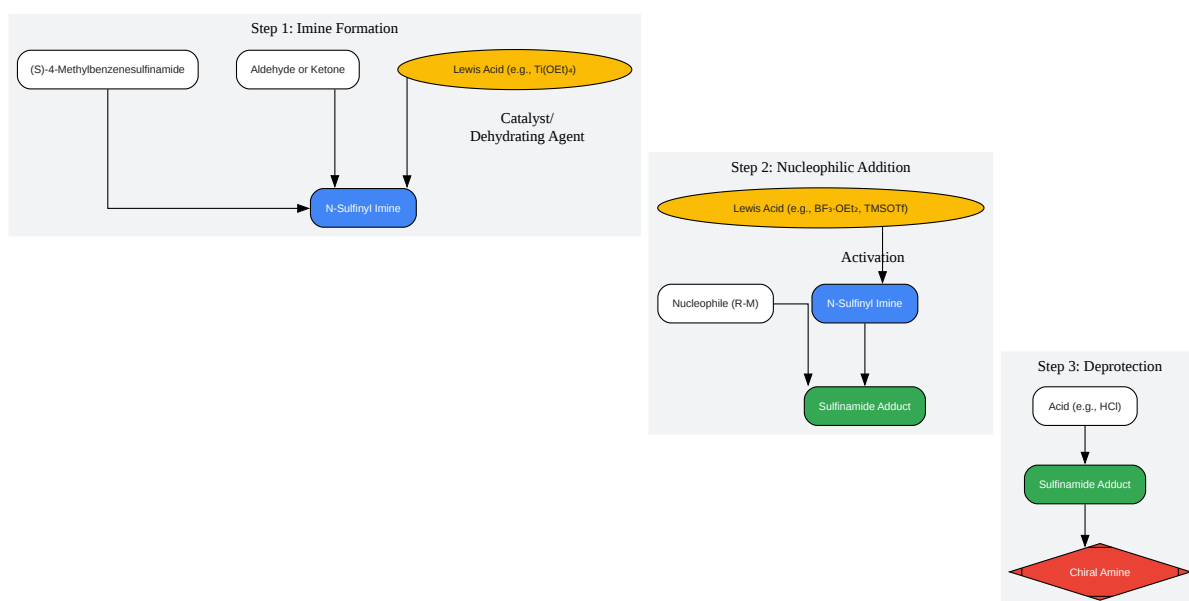 Step 1: Imine Formation
(S)-4-Methylbenzenesulfinamide
Aldehyde or Ketone
Lewis Acid (e.g., Ti(OEt)₄)
Catalyst/
Dehydrating Agent
N-Sulfinyl Imine
Step 2: Nucleophilic Addition
Lewis Acid (e.g., BF₃·OEt₂, TMSOTf)
Activation
Nucleophile (R-M)
N-Sulfinyl Imine
Sulfinamide Adduct
Step 3: Deprotection
Acid (e.g., HCl)
Sulfinamide Adduct
Chiral Amine